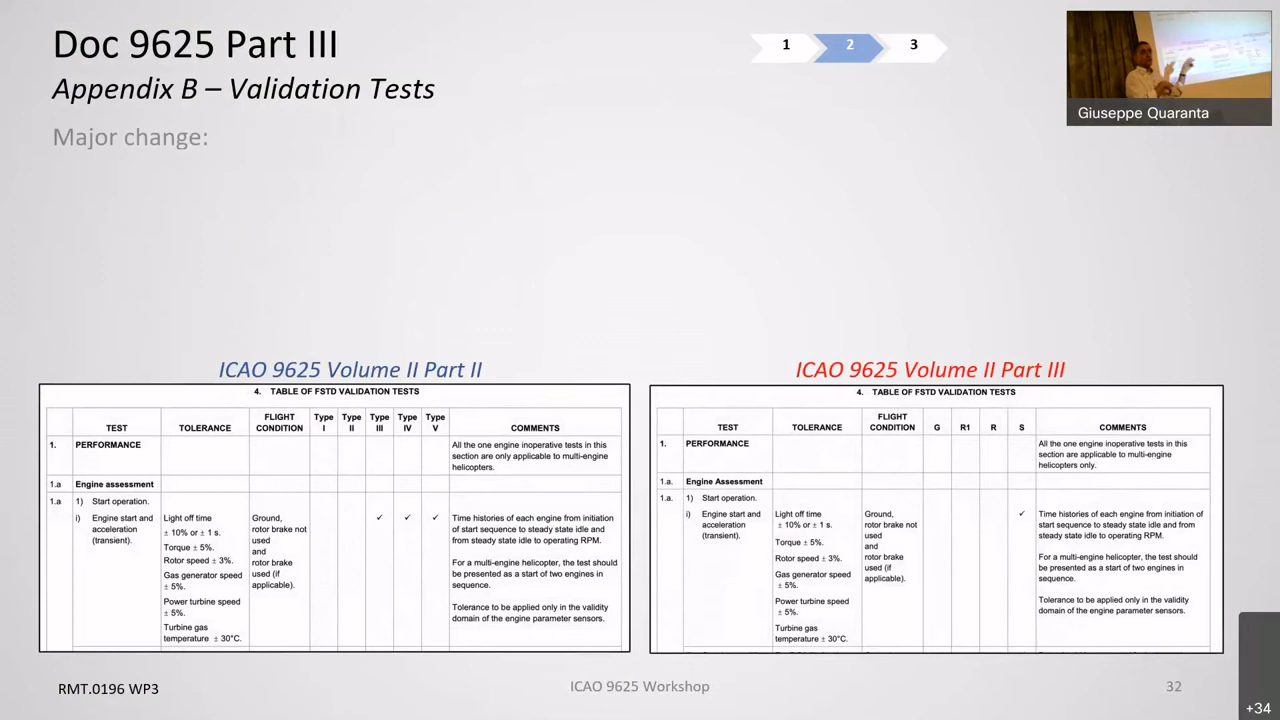 Doc 9625 Part III
Appendix B – Validation Tests
Major change:
1 2 3
Giuseppe Quaranta
ICAO 9625 Volume II Part II
4. TABLE OF FSTD VALIDATION TESTS
TEST TOLERANCE FLIGHT CONDITION Type I Type II Type III Type IV Type V COMMENTS
1. PERFORMANCE
All the one engine inoperative tests in this
section are only applicable to multi-engine
helicopters.
1.a Engine assessment
1.a 1) Start operation.
i) Engine start and
acceleration
(transient).
Light off time
± 10% or ± 1 s.
Torque ± 5%.
Rotor speed ± 3%.
Gas generator speed
± 5%.
Power turbine speed
± 5%.
Turbine gas
temperature ± 30°C.
Ground,
rotor brake not
used
and
rotor brake
used (if
applicable).
✓ ✓ ✓
Time histories of each engine from initiation
of start sequence to steady state idle and
from steady state idle to operating RPM.
For a multi-engine helicopter, the test should
be presented as a start of two engines in
sequence.
Tolerance to be applied only in the validity
domain of the engine parameter sensors.
ICAO 9625 Volume II Part III
4. TABLE OF FSTD VALIDATION TESTS
TEST TOLERANCE FLIGHT CONDITION G R1 R S COMMENTS
1. PERFORMANCE
All the one engine inoperative tests in this
section are applicable to multi-engine
helicopters only.
1.a. Engine Assessment
1.a. 1) Start operation.
i) Engine start and
acceleration
(transient).
Light off time
± 10% or ± 1 s.
Torque ± 5%.
Rotor speed ± 3%.
Gas generator speed
± 5%.
Power turbine speed
± 5%.
Turbine gas
temperature ± 30°C.
Ground,
rotor brake not
used
and
rotor brake
used (if
applicable).
✓
Time histories of each engine from initiation of
start sequence to steady state idle and from
steady state idle to operating RPM.
For a multi-engine helicopter, the test should
be presented as a start of two engines in
sequence.
Tolerance to be applied only in the validity
domain of the engine parameter sensors.
RMT.0196 WP3
ICAO 9625 Workshop
32
+34